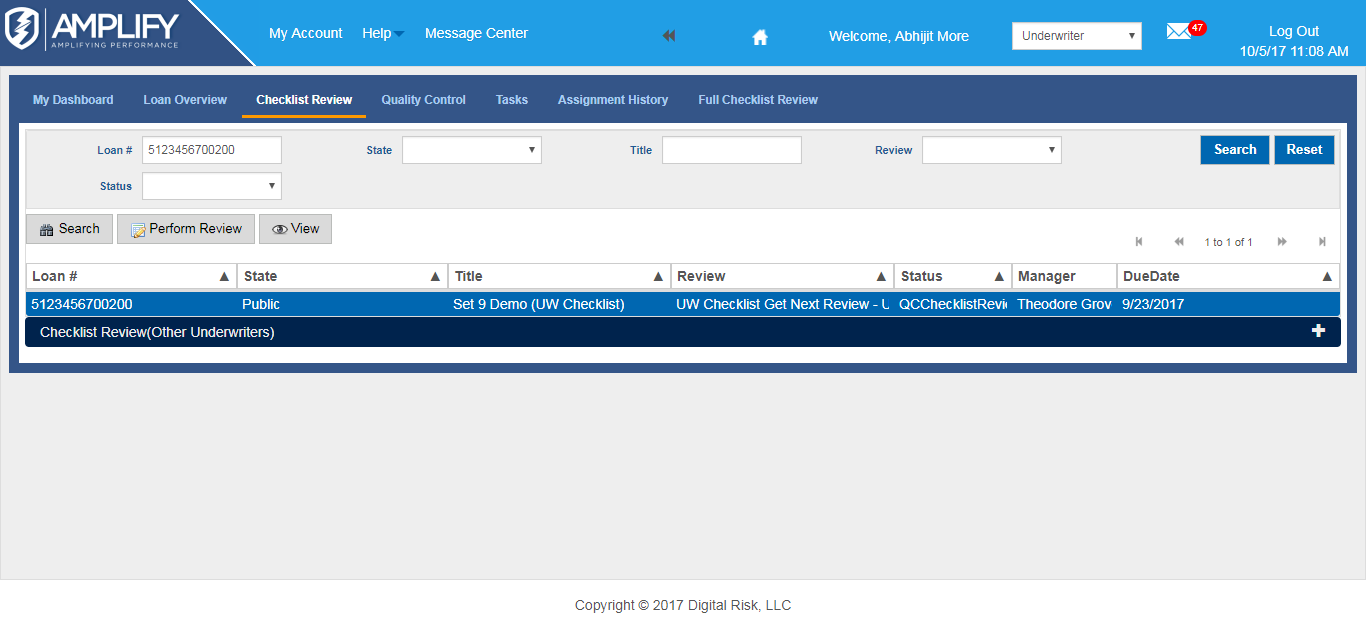 AMPLIFY
AMPLIFYING PERFORMANCE
My Account Help Message Center Welcome, Abhijit More Underwriter 47 Log Out
10/5/17 11:08 AM
My Dashboard Loan Overview Checklist Review Quality Control Tasks Assignment History Full Checklist Review
Loan # 5123456700200 State Title Review Search Reset
Status
Search Perform Review View
1 to 1 of 1
Loan # State Title Review Status Manager DueDate
5123456700200 Public Set 9 Demo (UW Checklist) UW Checklist Get Next Review - U QCChecklistRevi Theodore Grov 9/23/2017
Checklist Review(Other Underwriters)
Copyright © 2017 Digital Risk, LLC